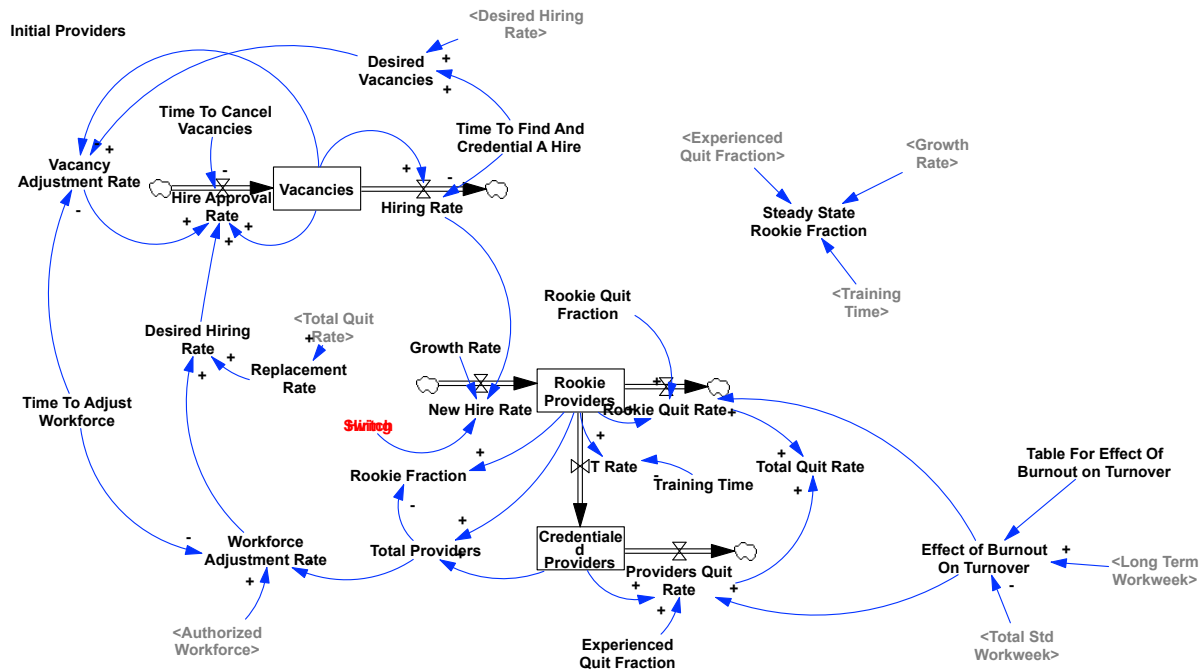 Initial Providers
<Desired Hiring
Rate>
Desired
Vacancies
Time To Cancel
Vacancies
Time To Find And
Credential A Hire
Vacancy
Adjustment Rate
Vacancies
Hire Approval
Rate
Hiring Rate
<Experienced
Quit Fraction>
<Growth
Rate>
Steady State
Rookie Fraction
<Training
Time>
Rookie Quit
Fraction
Desired Hiring
Rate
<Total Quit
Rate>
Replacement
Rate
Growth Rate
Rookie
Providers
New Hire Rate
Rookie Quit Rate
Time To Adjust
Workforce
Switch
Rookie Fraction
T Rate
Training Time
Total Quit Rate
Table For Effect Of
Burnout on Turnover
Workforce
Adjustment Rate
Total Providers
Credentiale
d
Providers
Providers Quit
Rate
Effect of Burnout
On Turnover
<Long Term
Workweek>
<Authorized
Workforce>
Experienced
Quit Fraction
<Total Std
Workweek>